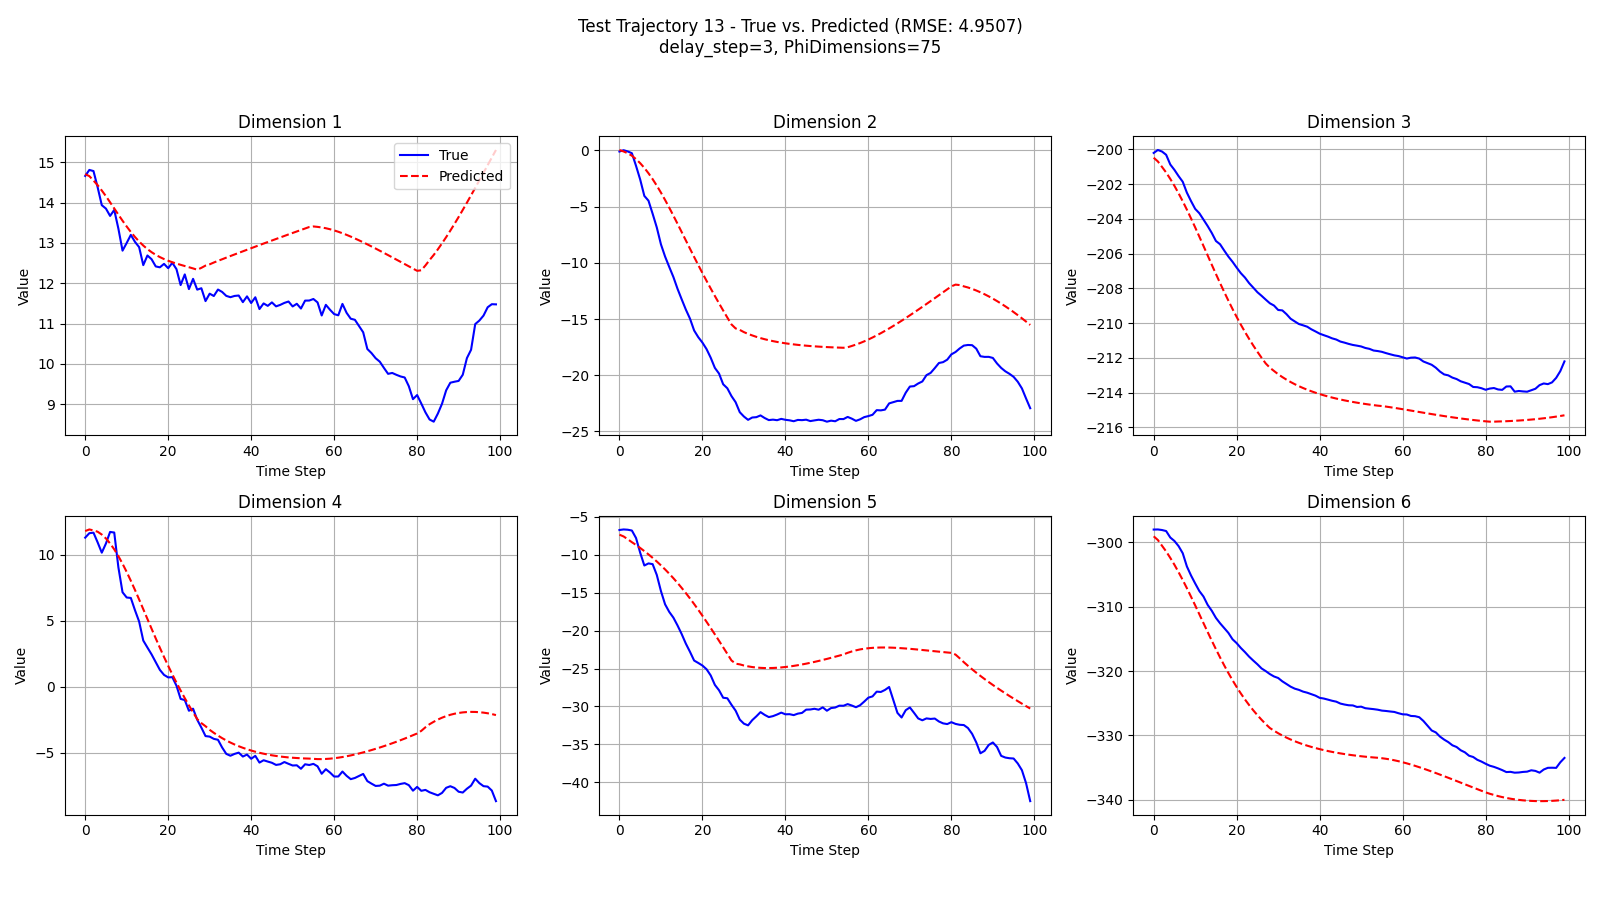 Test Trajectory 13 - True vs. Predicted (RMSE: 4.9507)
delay_step=3, PhiDimensions=75
Dimension 1
Value
15
14
13
12
11
10
9
True
Predicted
0 20 40 60 80 100
Time Step
Dimension 2
Value
0
−5
−10
−15
−20
−25
0 20 40 60 80 100
Time Step
Dimension 3
Value
−200
−202
−204
−206
−208
−210
−212
−214
−216
0 20 40 60 80 100
Time Step
Dimension 4
Value
10
5
0
−5
0 20 40 60 80 100
Time Step
Dimension 5
Value
−5
−10
−15
−20
−25
−30
−35
−40
0 20 40 60 80 100
Time Step
Dimension 6
Value
−300
−310
−320
−330
−340
0 20 40 60 80 100
Time Step